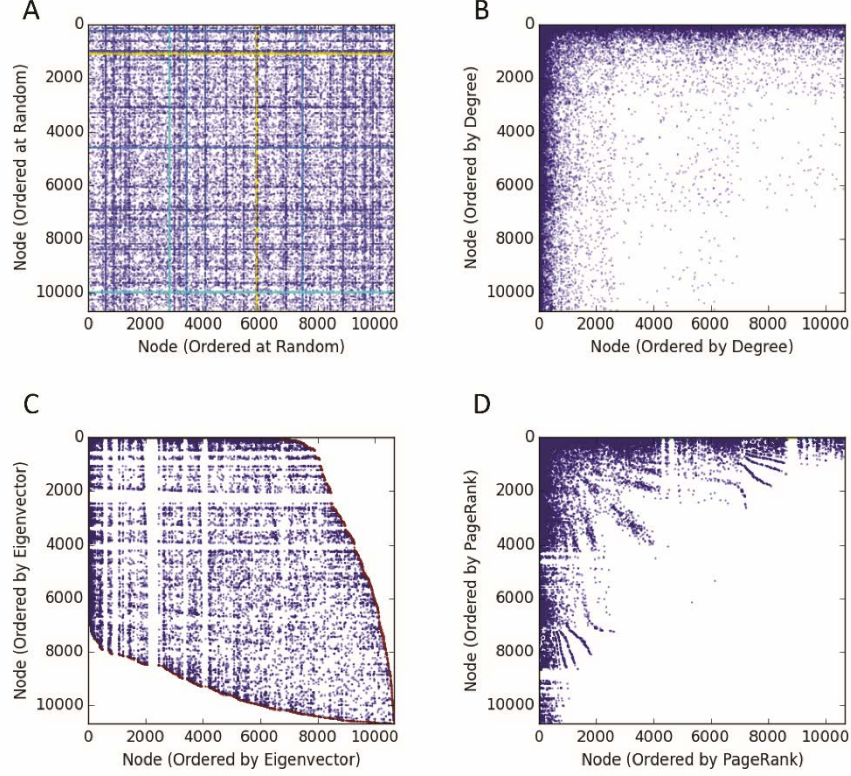 A
0
2000
4000
6000
8000
10000
Node (Ordered at Random)
0 2000 4000 6000 8000 10000
Node (Ordered at Random)
B
0
2000
4000
6000
8000
10000
Node (Ordered by Degree)
0 2000 4000 6000 8000 10000
Node (Ordered by Degree)
C
0
2000
4000
6000
8000
10000
Node (Ordered by Eigenvector)
0 2000 4000 6000 8000 10000
Node (Ordered by Eigenvector)
D
0
2000
4000
6000
8000
10000
Node (Ordered by PageRank)
0 2000 4000 6000 8000 10000
Node (Ordered by PageRank)